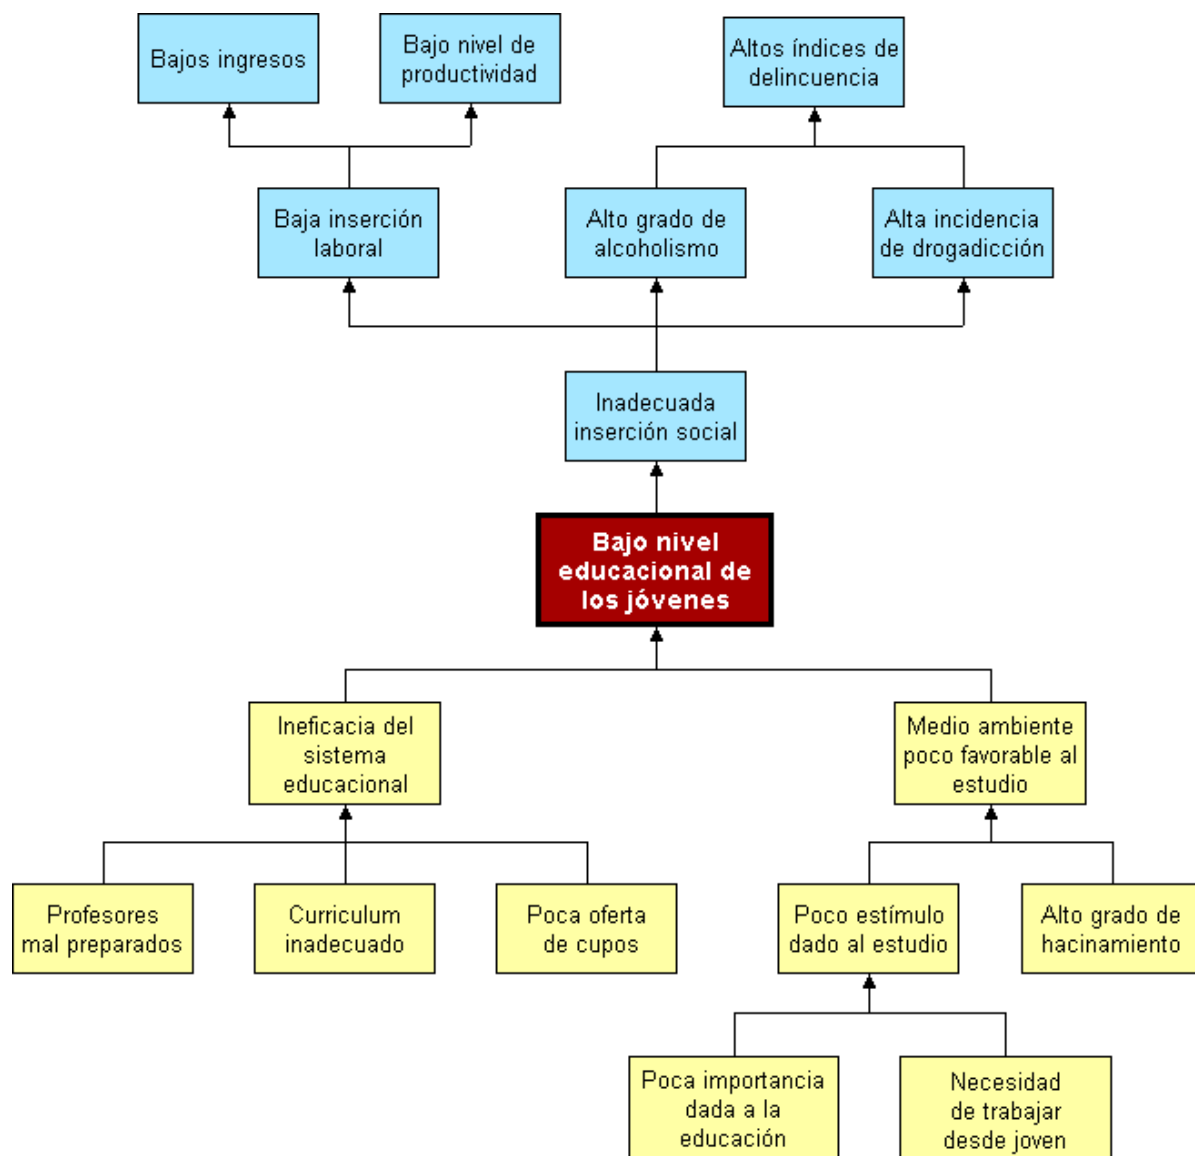 Bajos ingresos
Bajo nivel de
productividad
Altos índices de
delincuencia
Baja inserción
laboral
Alto grado de
alcoholismo
Alta incidencia
de drogadicción
Inadecuada
inserción social
Bajo nivel
educacional de
los jóvenes
Ineficacia del
sistema
educacional
Medio ambiente
poco favorable al
estudio
Profesores
mal preparados
Curriculum
inadecuado
Poca oferta
de cupos
Poco estímulo
dado al estudio
Alto grado de
hacinamiento
Poca importancia
dada a la
educación
Necesidad
de trabajar
desde joven